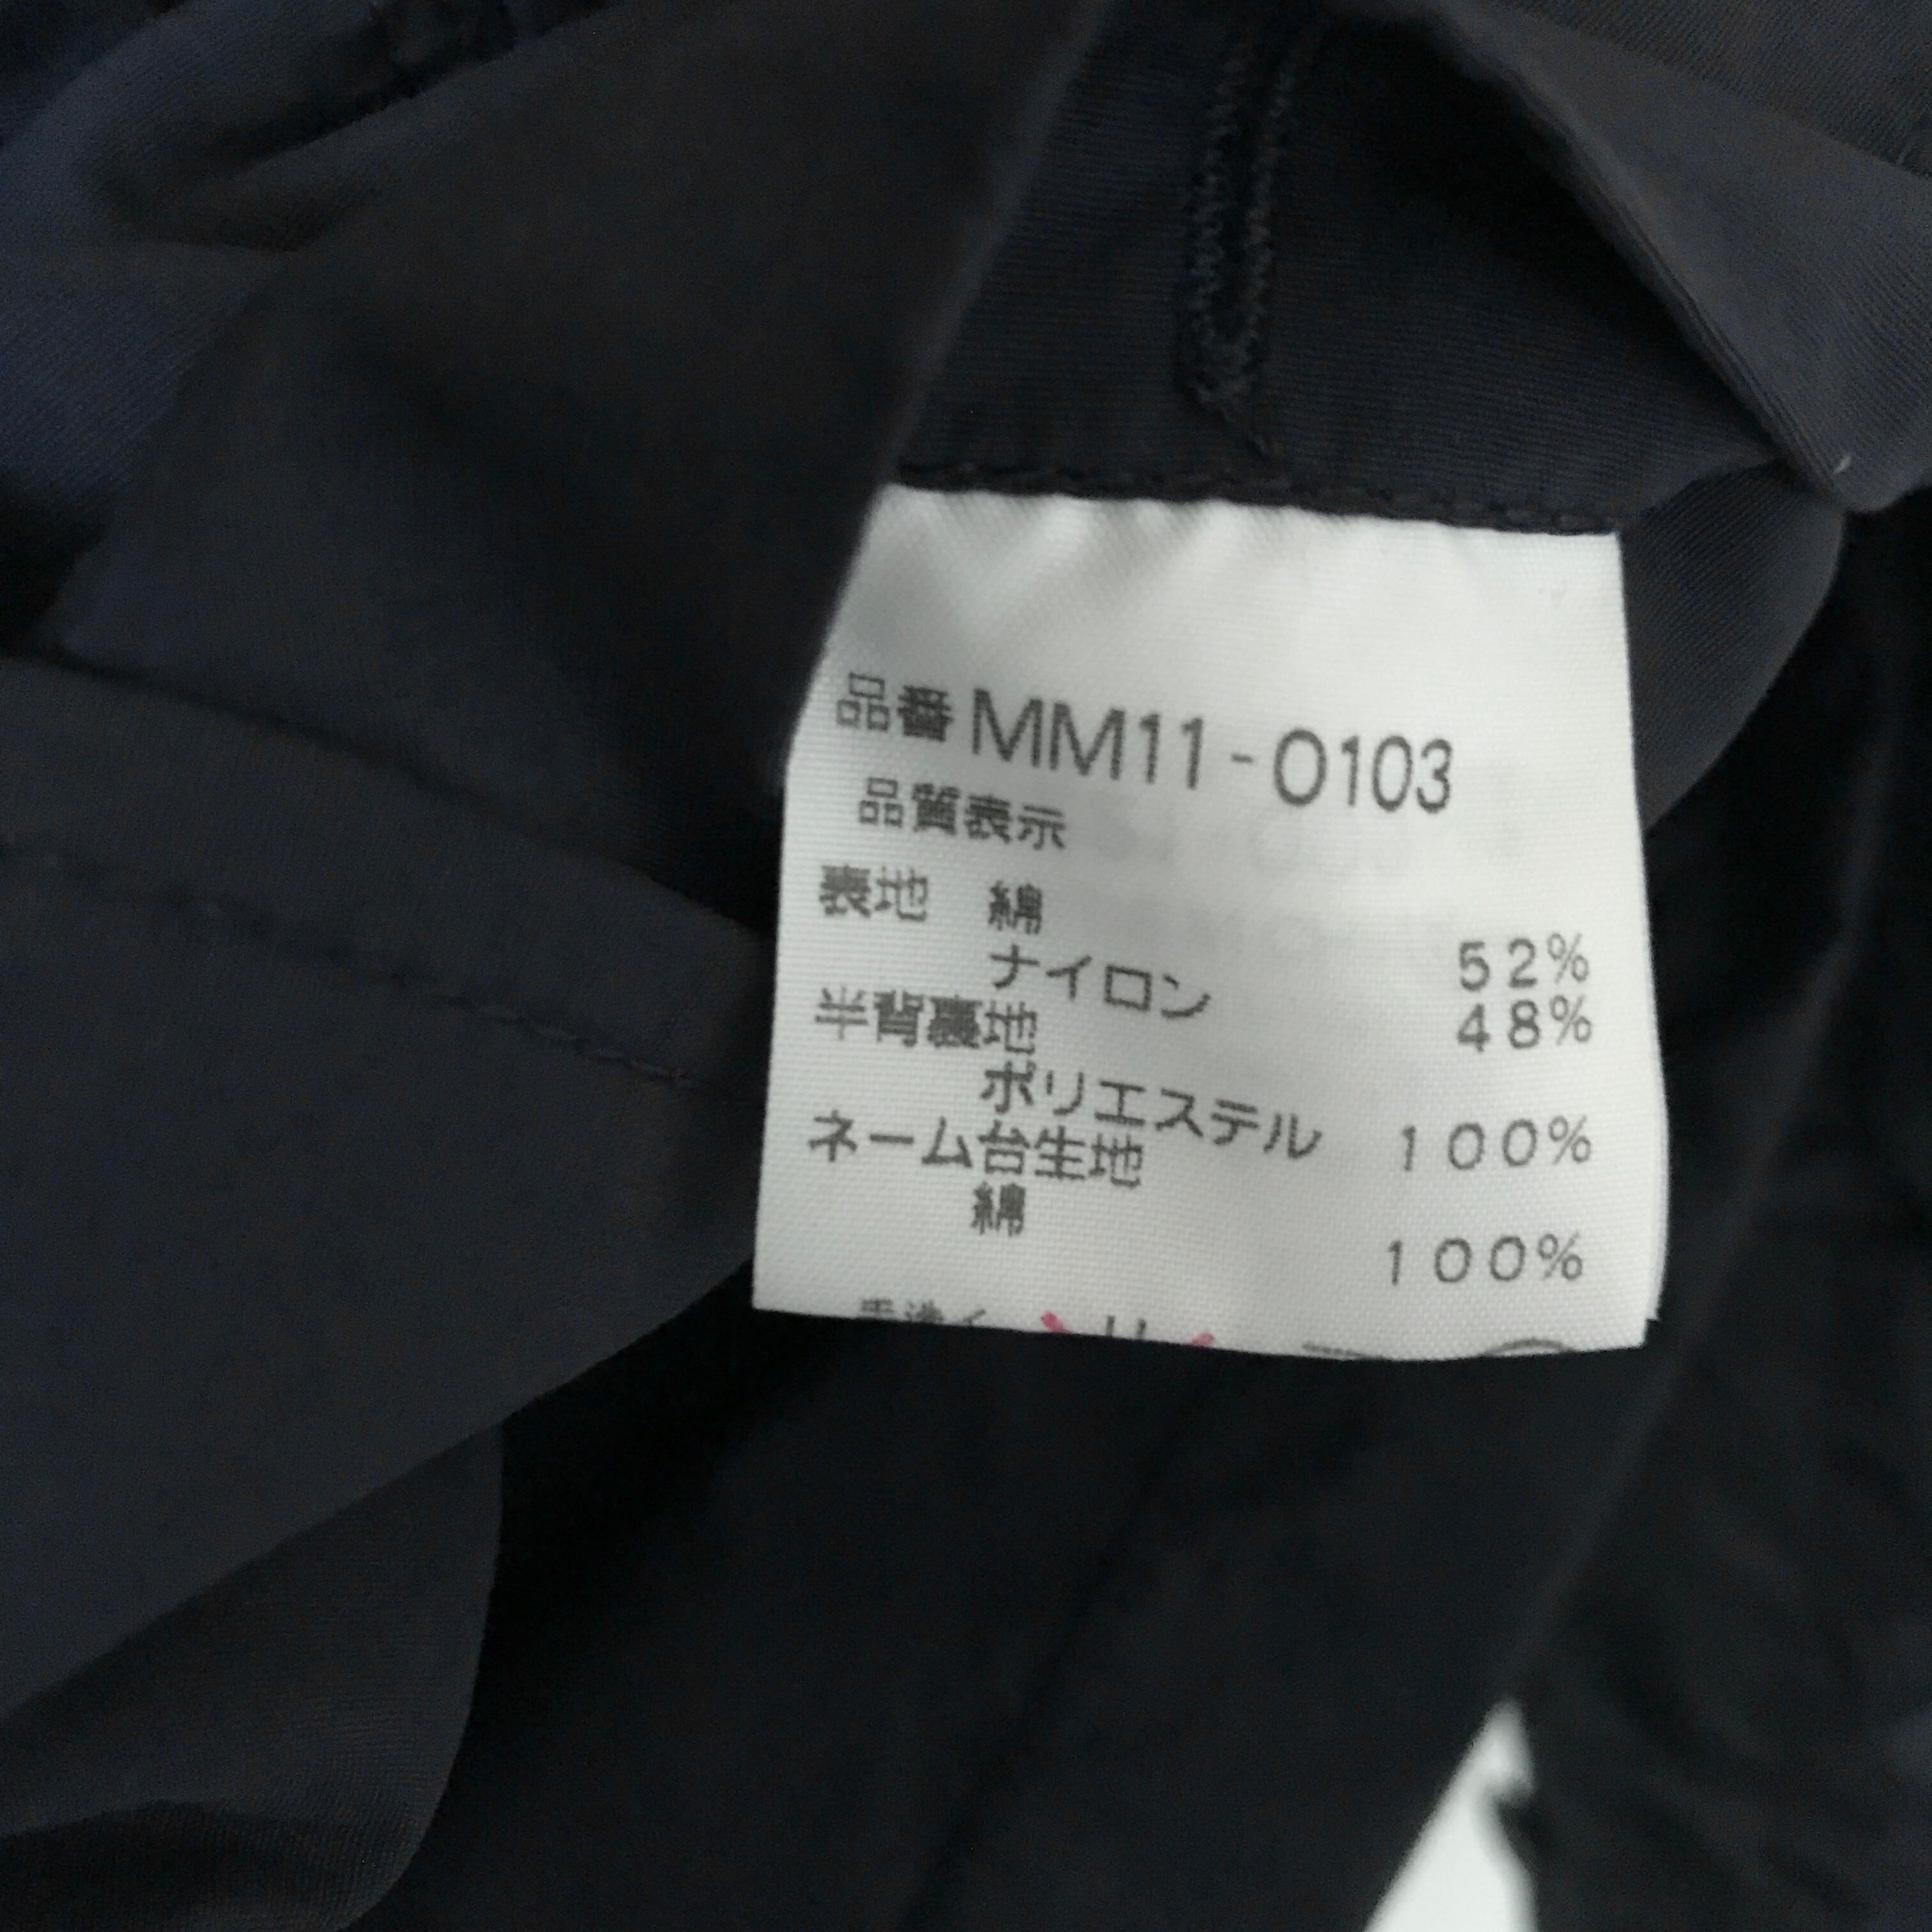 品番 MM11-0103
品質表示
表地 綿 52%
ナイロン 48%
半背裏地
ポリエステル 100%
ネーム台生地
綿 100%